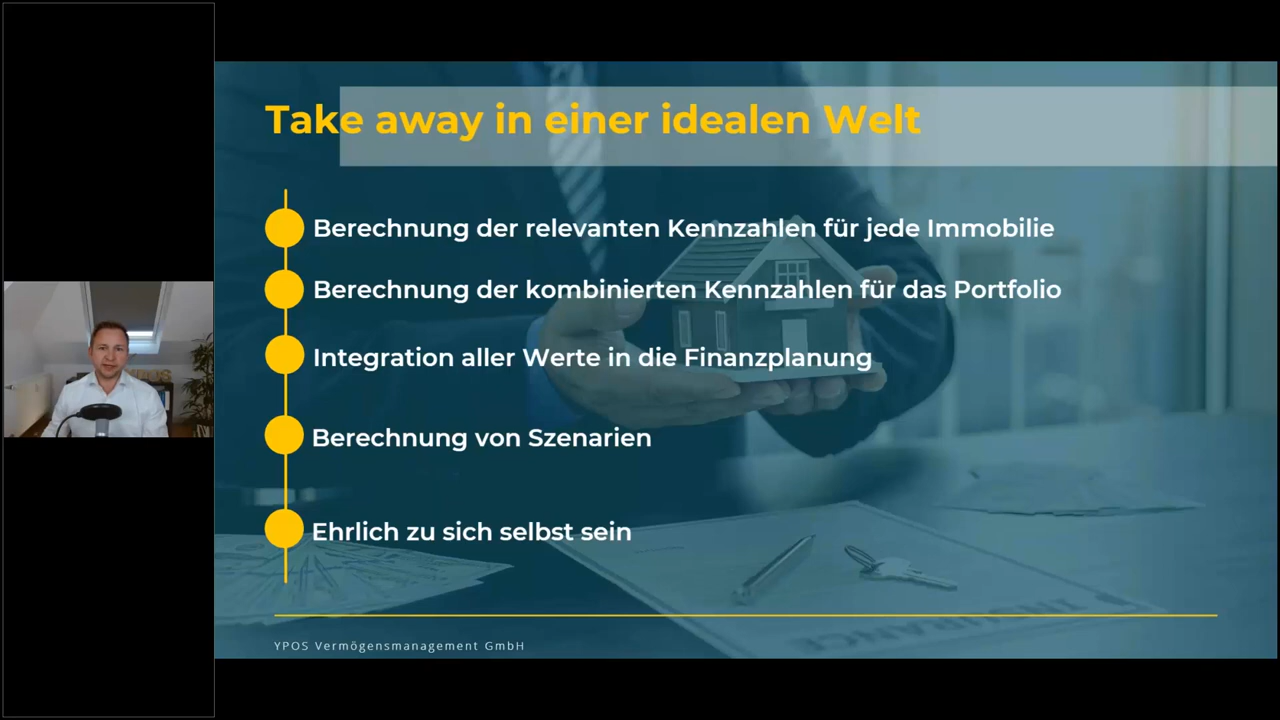 Take away in einer idealen Welt
Berechnung der relevanten Kennzahlen für jede Immobilie
Berechnung der kombinierten Kennzahlen für das Portfolio
Integration aller Werte in die Finanzplanung
Berechnung von Szenarien
Ehrlich zu sich selbst sein
YPOS Vermögensmanagement GmbH